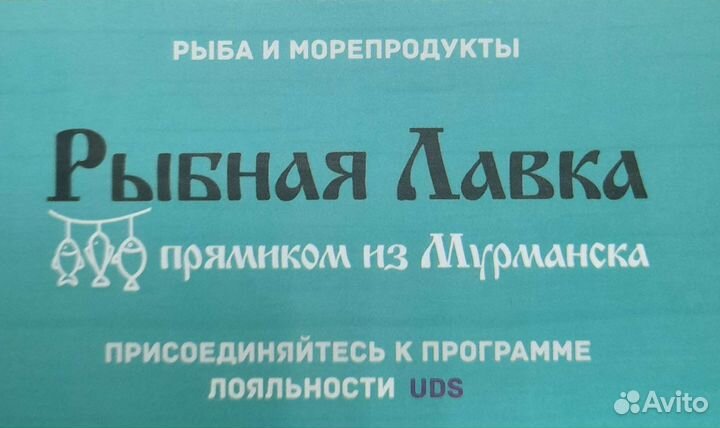 РЫБА И МОРЕПРОДУКТЫ
РЫБНАЯ ЛАВКА
ПРЯМИКОМ ИЗ МУРМАНСКА
ПРИСОЕДИНЯЙТЕСЬ К ПРОГРАММЕ
ЛОЯЛЬНОСТИ UDS
Avito